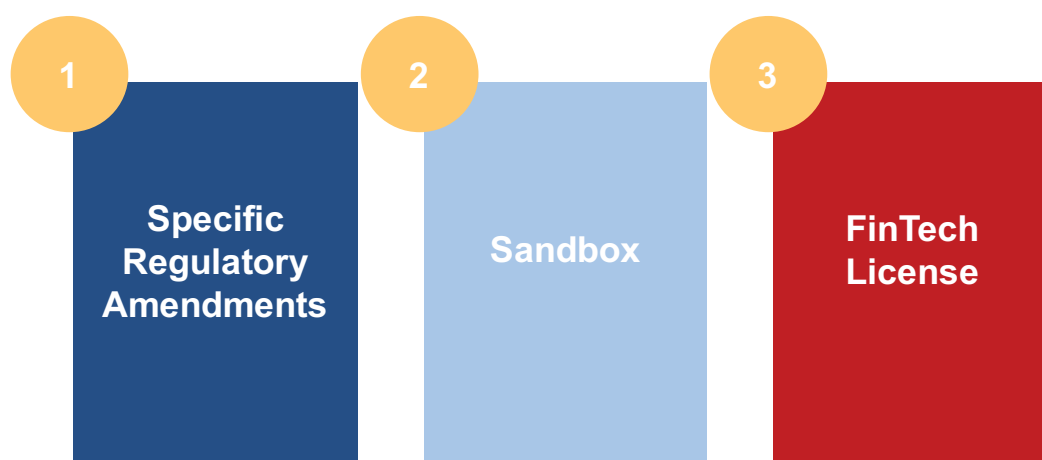 1
Specific
Regulatory
Amendments
2
Sandbox
3
FinTech
License